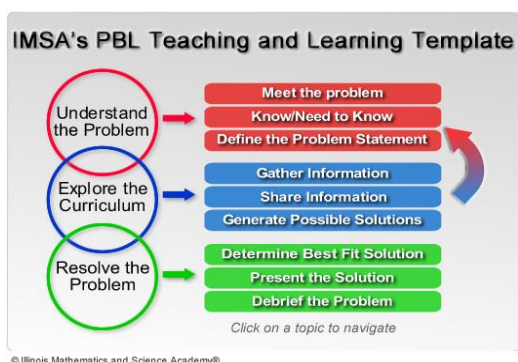 IMSA's PBL Teaching and Learning Template
Understand
the Problem
Meet the problem
Know/Need to Know
Define the Problem Statement
Explore the
Curriculum
Gather Information
Share Information
Generate Possible Solutions
Resolve the
Problem
Determine Best Fit Solution
Present the Solution
Debrief the Problem
Click on a topic to navigate
© Illinois Mathematics and Science Academy®